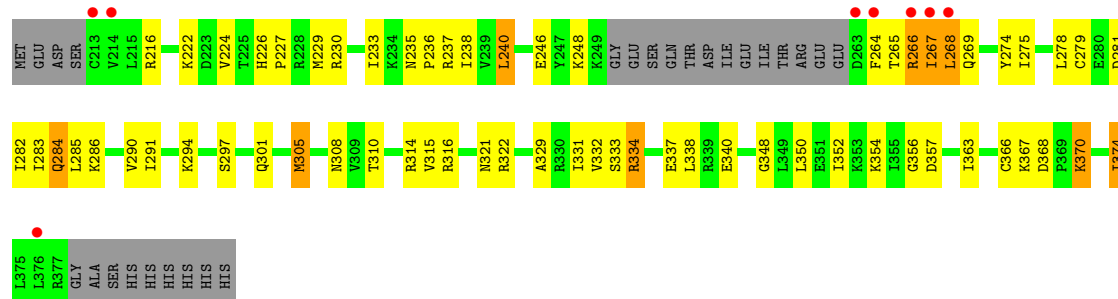 MET GLU ASP SER C213 V214 L215 R216 K222 D223 V224 T225 H226 P227 R228 M229 R230 I233 K234 N235 P236 R237 I238 V239 L240 E246 Y247 K248 K249 GLY GLU SER GLN THR ASP ILE GLU ILE THR ARG GLU GLU D263 F264 T265 R266 I267 L268 Q269 Y274 I275 L278 C279 E280
I282 I283 Q284 L285 K286 V290 I291 K294 S297 Q301 M305 N308 V309 T310 R314 V315 R316 N321 R322 A329 R330 I331 V332 S333 R334 E337 L338 R339 E340 G348 L349 L350 E351 I352 K353 K354 I355 G356 D357 I363 C366 K367 D368 P369 K370
L375 L376 R377 GLY ALA SER HIS HIS HIS HIS HIS HIS